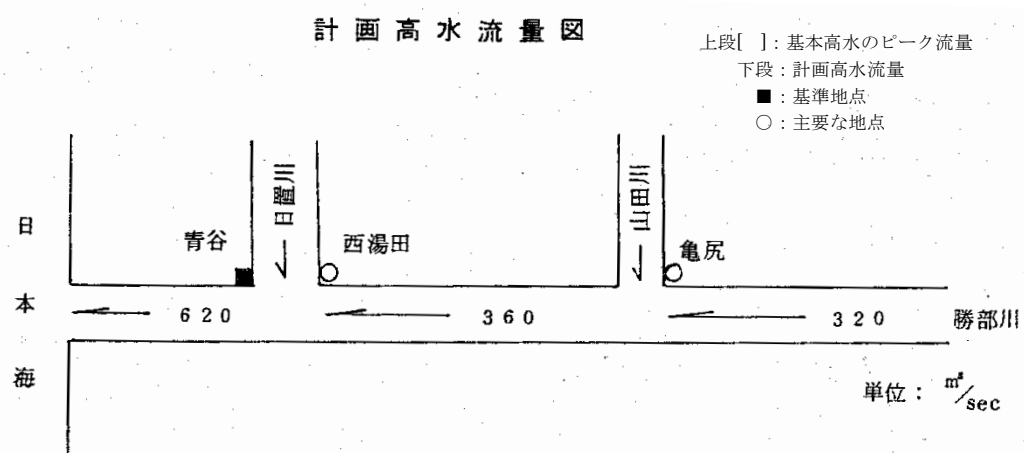 計画高水流量図
上段[ ]：基本高水のピーク流量
下段：計画高水流量
■：基準地点
○：主要な地点
日本海
青谷
日置川
西湯田
山田川
亀尻
620
360
320
勝部川
単位： m³/sec